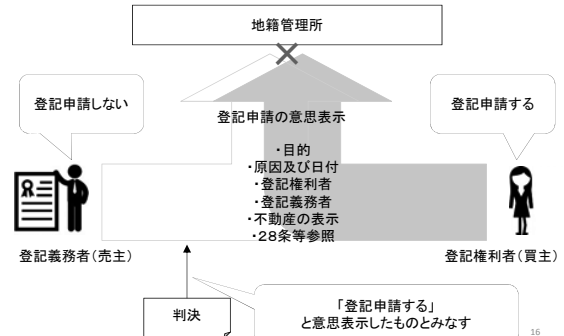 地籍管理所
登記申請しない
登記申請する
登記申請の意思表示
・目的
・原因及び日付
・登記権利者
・登記義務者
・不動産の表示
・28条等参照
登記義務者(売主)
登記権利者(買主)
判決
「登記申請する」
と意思表示したものとみなす
16